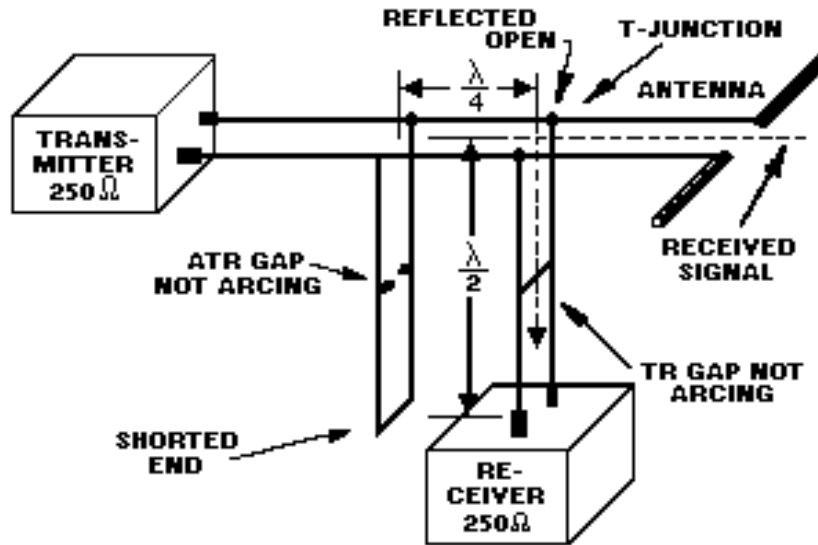 REFLECTED
OPEN
T-JUNCTION
λ
4
ANTENNA
TRANS-
MITTER
250Ω
ATR GAP
NOT ARCING
λ
2
RECEIVED
SIGNAL
TR GAP NOT
ARCING
SHORTED
END
RE-
CEIVER
250Ω